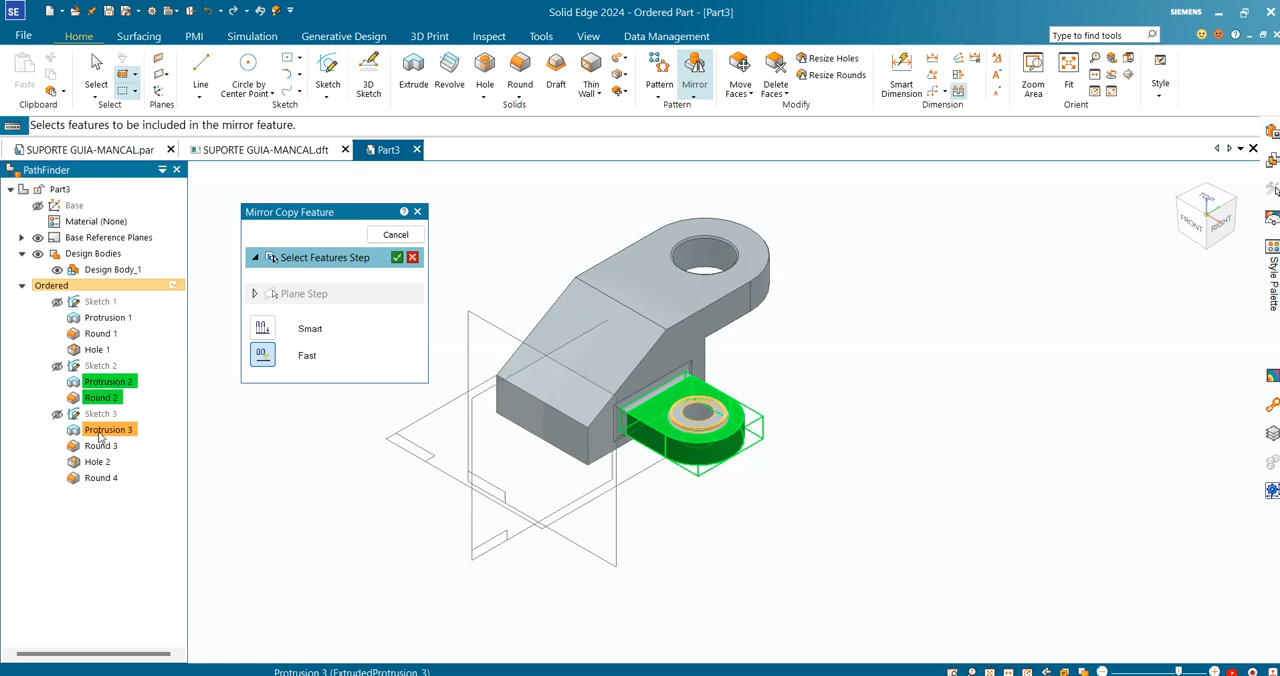 SE
Solid Edge 2024 - Ordered Part - [Part3]
SIEMENS
File
Home
Surfacing
PMI
Simulation
Generative Design
3D Print
Inspect
Tools
View
Data Management
Type to find tools
Paste
Clipboard
Select
Select
Planes
Line
Circle by
Center Point
Sketch
Sketch
3D
Sketch
Extrude
Revolve
Hole
Round
Draft
Thin
Wall
Solids
Pattern
Mirror
Pattern
Move
Faces
Delete
Faces
Resize Holes
Resize Rounds
Modify
Smart
Dimension
Dimension
Zoom
Area
Fit
Orient
Style
Selects features to be included in the mirror feature.
SUPORTE GUIA-MANCAL.par
SUPORTE GUIA-MANCAL.dft
Part3
PathFinder
Part3
Base
Material (None)
Base Reference Planes
Design Bodies
Design Body_1
Ordered
Sketch 1
Protrusion 1
Round 1
Hole 1
Sketch 2
Protrusion 2
Round 2
Sketch 3
Protrusion 3
Round 3
Hole 2
Round 4
Mirror Copy Feature
Cancel
Select Features Step
Plane Step
Smart
Fast
TOP
FRONT
RIGHT
Style Palette
Protrusion 3 (ExtrudedProtrusion_3)